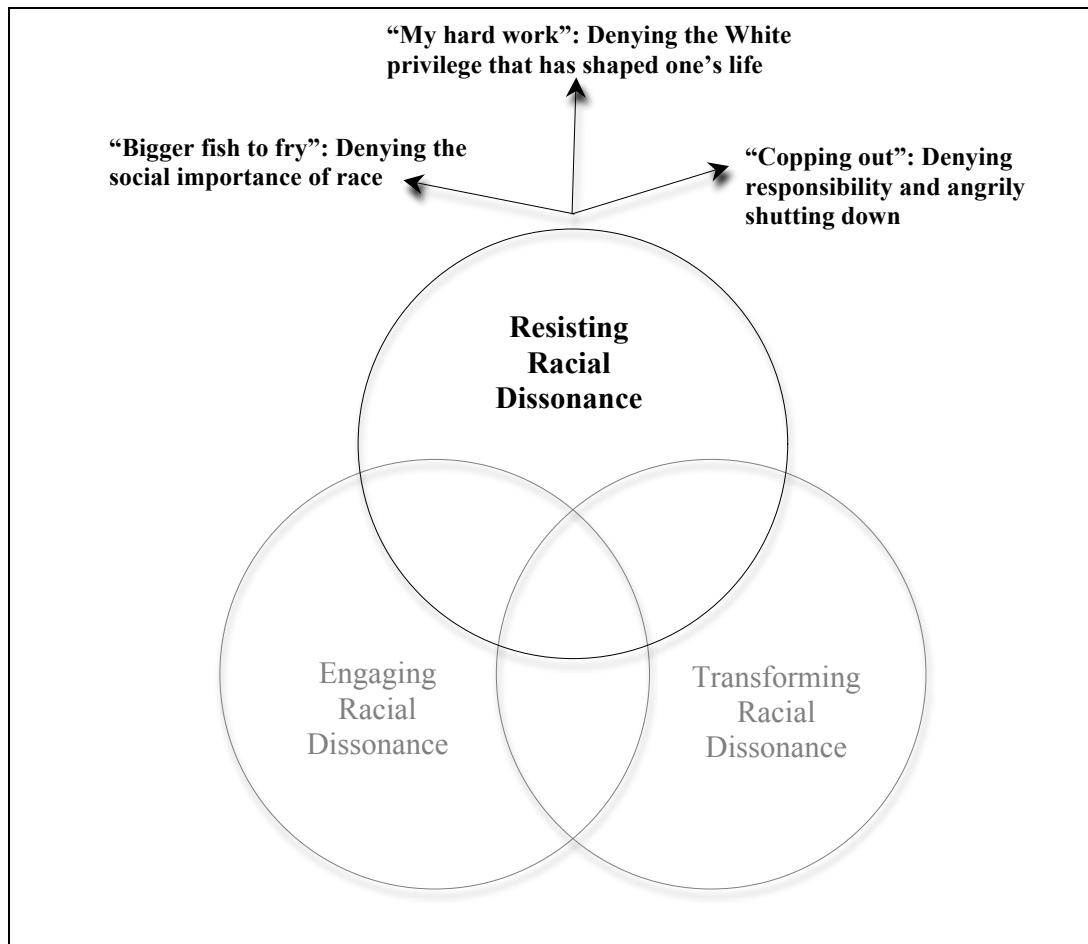 “My hard work”: Denying the White
privilege that has shaped one’s life
“Bigger fish to fry”: Denying the
social importance of race
“Copping out”: Denying
responsibility and angrily
shutting down
Resisting
Racial
Dissonance
Engaging
Racial
Dissonance
Transforming
Racial
Dissonance